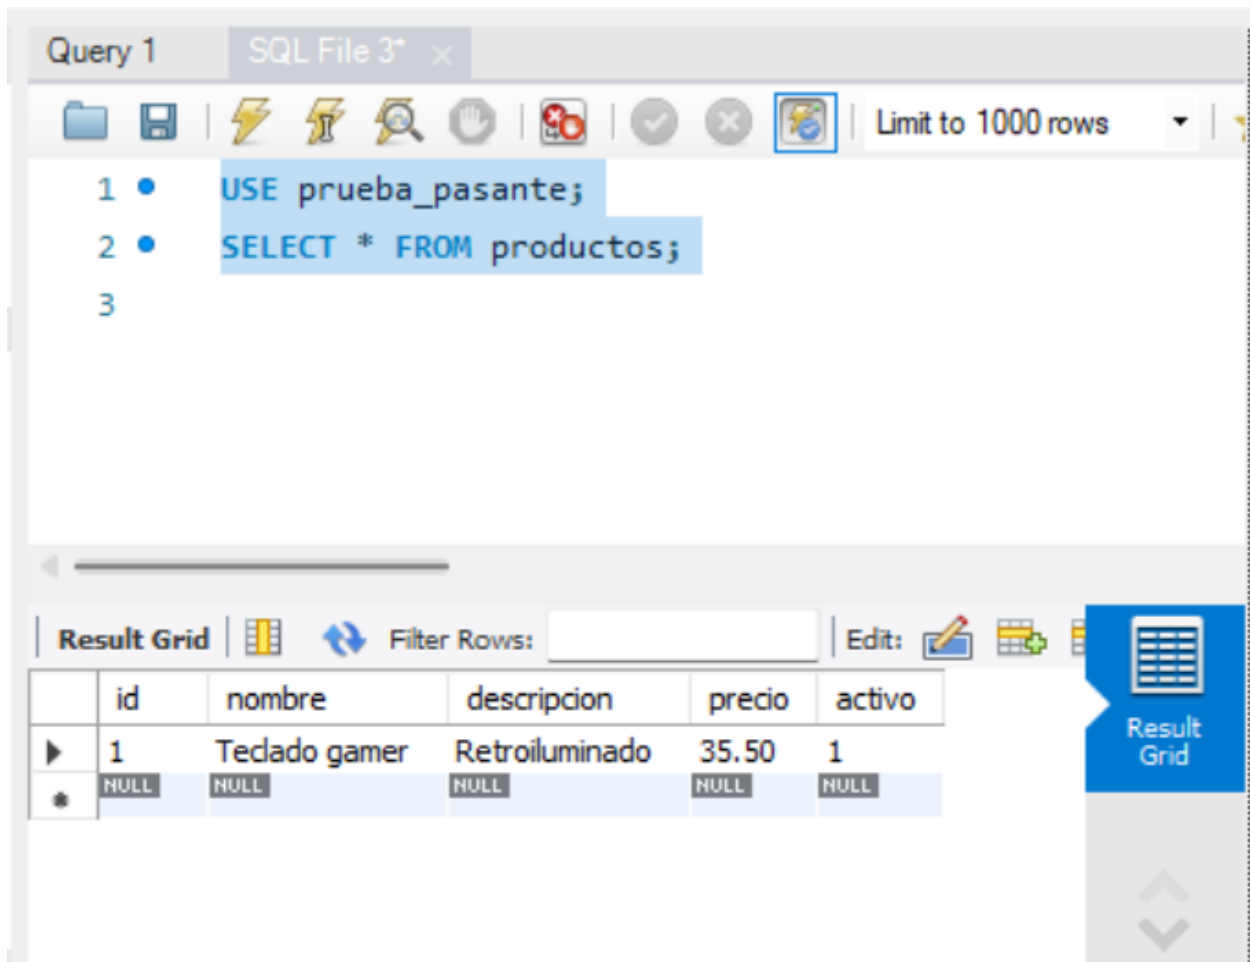 Query 1 SQL File 3*
Limit to 1000 rows
1 USE prueba_pasante;
2 SELECT * FROM productos;
3
Result Grid Filter Rows: Edit:
id nombre descripcion precio activo
1 Teclado gamer Retroiluminado 35.50 1
NULL NULL NULL NULL NULL
Result
Grid